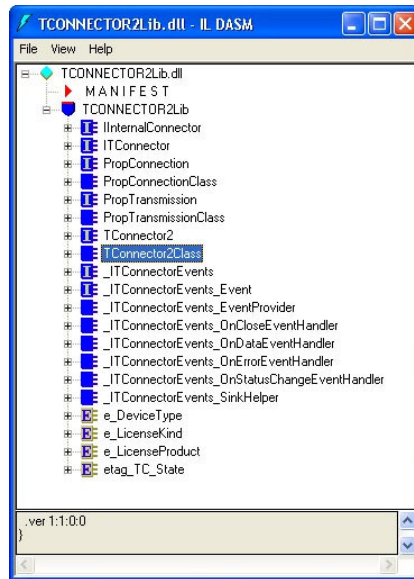 TCONNECTOR2Lib.dll - IL DASM
File View Help
TCONNECTOR2Lib.dll
MANIFEST
TCONNECTOR2Lib
IInternalConnector
ITConnector
PropConnection
PropConnectionClass
PropTransmission
PropTransmissionClass
TConnector2
TConnector2Class
_ITConnectorEvents
_ITConnectorEvents_Event
_ITConnectorEvents_EventProvider
_ITConnectorEvents_OnCloseEventHandler
_ITConnectorEvents_OnDataEventHandler
_ITConnectorEvents_OnErrorEventHandler
_ITConnectorEvents_OnStatusChangeEventHandler
_ITConnectorEvents_SinkHelper
e_DeviceType
e_LicenseKind
e_LicenseProduct
etag_TC_State
.ver 1:1:0:0
}